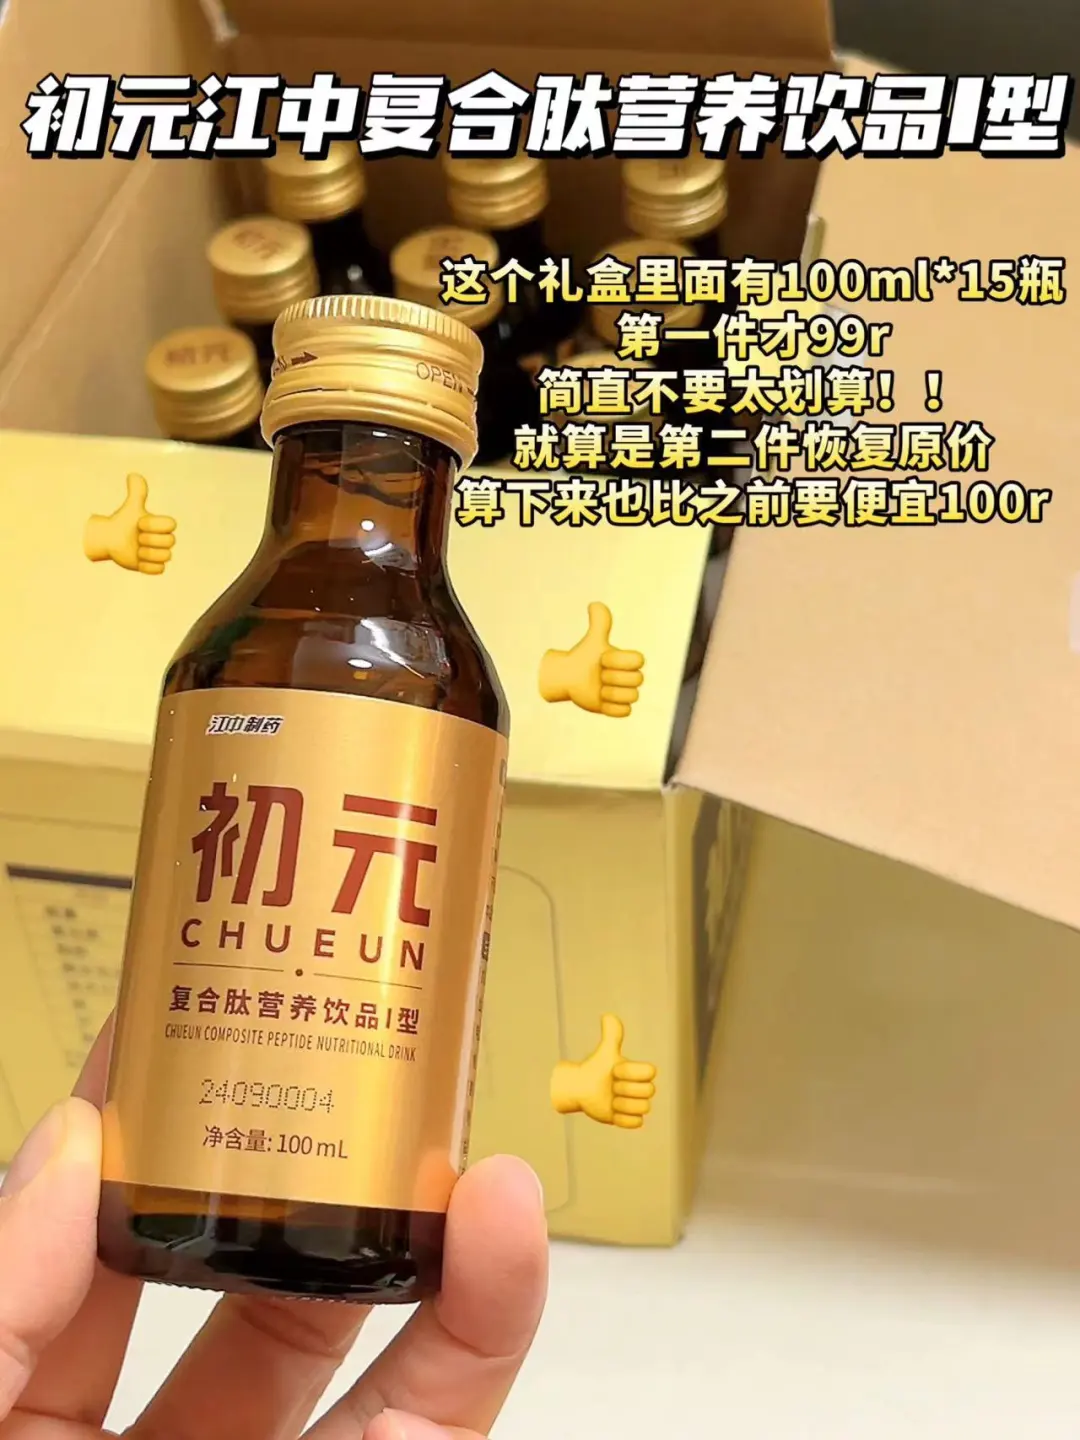 初元江中复合肽营养饮品I型
这个礼盒里面有100ml*15瓶
第一件才99r
简直不要太划算！！
就算是第二件恢复原价
算下来也比之前要便宜100r
初元
OPEN
江中制药
初元
CHUEUN
复合肽营养饮品I型
CHUEUN COMPOSITE PEPTIDE NUTRITIONAL DRINK
24090004
净含量: 100 mL